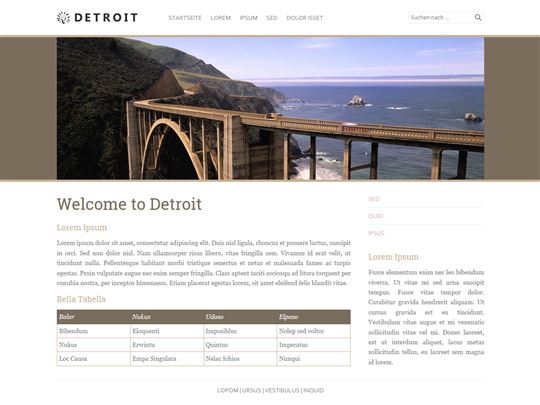 DETROIT
STARTSEITE LOREM IPSUM SED DOLOR ISSET
Suchen nach ...
Welcome to Detroit
Lorem Ipsum
Lorem ipsum dolor sit amet, consectetur adipiscing elit. Duis nisl ligula, rhoncus et posuere luctus, suscipit
in orci. Sed non dolor nisl. Nam ullamcorper risus libero, vitae fringilla sem. Vivamus id erat velit, ut
tincidunt nulla. Pellentesque habitant morbi tristique senectus et netus et malesuada fames ac turpis
egestas. Proin vulputate augue nec enim semper fringilla. Class aptent taciti sociosqu ad litora torquent per
conubia nostra, per inceptos himenaeos. Etiam placerat egestas lorem, sit amet eleifend felis blandit vitae.
Bella Tabella
Bolor Nukus Udoso Elpaso
Bibendum Eloquenti Imposiblus Nolep sed voltor
Nukus Erwintu Quintus Imperatus
Loc Causa Empa Singulara Nelac Ichios Nunqui
SED
QUID
IPSUS
Lorem Ipsum
Fusce elementum enim nec leo bibendum
viverra. Ut vitae mi sed urna suscipit
tempus. Fusce vitae tempor dolor.
Curabitur gravida hendrerit aliquam. Ut
cursus gravida est eu tincidunt.
Vestibulum vitae augue et mi venenatis
sollicitudin vitae vel mi. Donec laoreet,
est ut pharetra laoreet, mauris metus
sollicitudin tellus, eu laoreet sem magna
id lorem.
LOPOM | URSUS | VESTIBULUS | INQUID